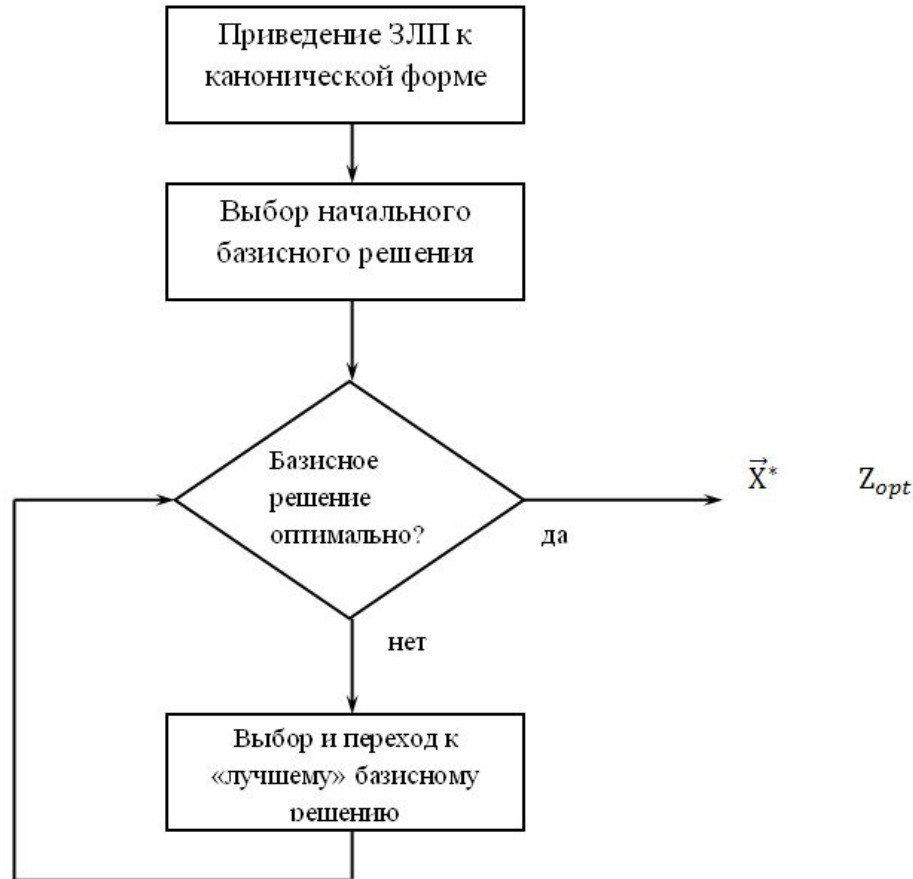 Приведение ЗЛП к
канонической форме
Выбор начального
базисного решения
Базисное
решение
оптимально?
да
X⃗* Z_opt
нет
Выбор и переход к
«лучшему» базисному
решению